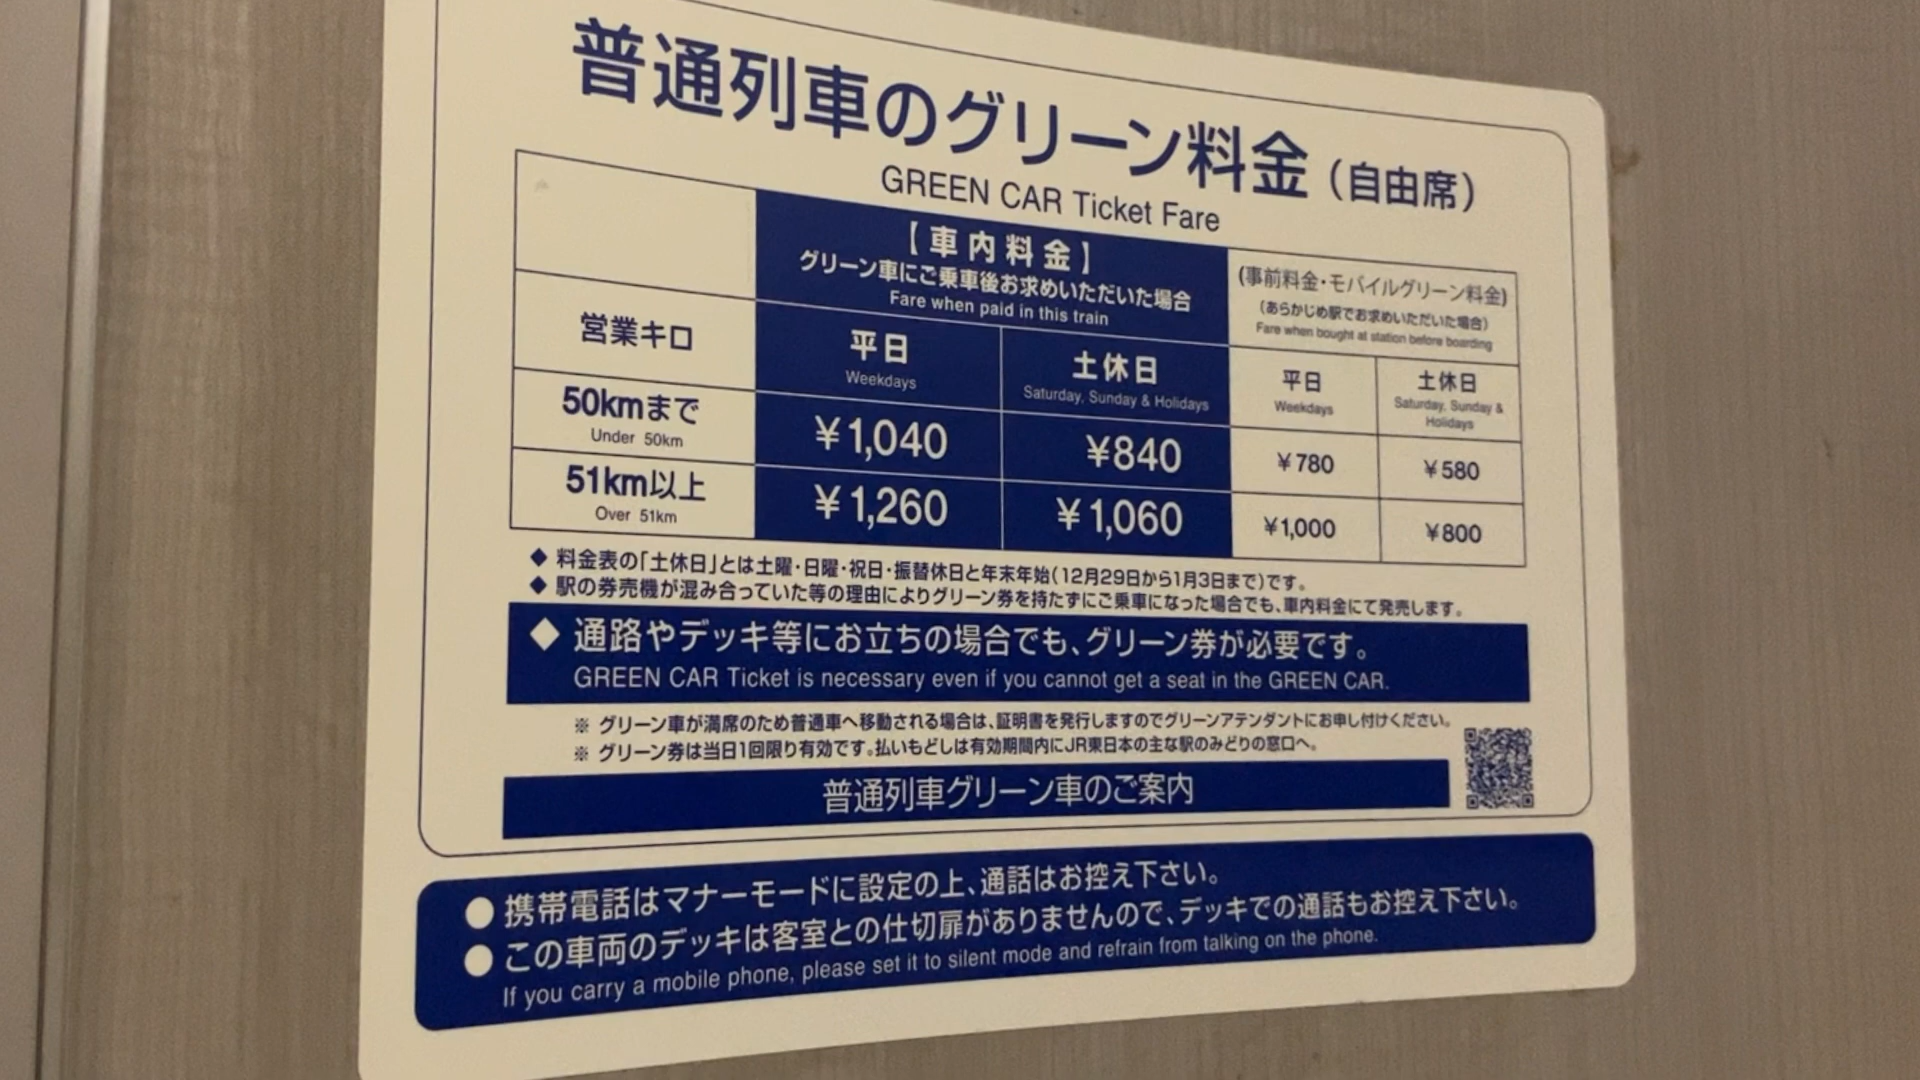 普通列車のグリーン料金（自由席）
GREEN CAR Ticket Fare
【車内料金】
グリーン車にご乗車後お求めいただいた場合
Fare when paid in this train
(事前料金・モバイルグリーン料金)
(あらかじめ駅でお求めいただいた場合)
Fare when bought at station before boarding
営業キロ
平日
Weekdays
土休日
Saturday, Sunday & Holidays
平日
Weekdays
土休日
Saturday, Sunday &
Holidays
50kmまで
Under 50km
¥1,040
¥840
¥780
¥580
51km以上
Over 51km
¥1,260
¥1,060
¥1,000
¥800
◆ 料金表の「土休日」とは土曜・日曜・祝日・振替休日と年末年始(12月29日から1月3日まで)です。
◆ 駅の券売機が混み合っていた等の理由によりグリーン券を持たずにご乗車になった場合でも、車内料金にて発売します。
◆ 通路やデッキ等にお立ちの場合でも、グリーン券が必要です。
GREEN CAR Ticket is necessary even if you cannot get a seat in the GREEN CAR.
※ グリーン車が満席のため普通車へ移動される場合は、証明書を発行しますのでグリーンアテンダントにお申し付けください。
※ グリーン券は当日1回限り有効です。払いもどしは有効期間内にJR東日本の主な駅のみどりの窓口へ。
普通列車グリーン車のご案内
● 携帯電話はマナーモードに設定の上、通話はお控え下さい。
● この車両のデッキは客室との仕切扉がありませんので、デッキでの通話もお控え下さい。
If you carry a mobile phone, please set it to silent mode and refrain from talking on the phone.